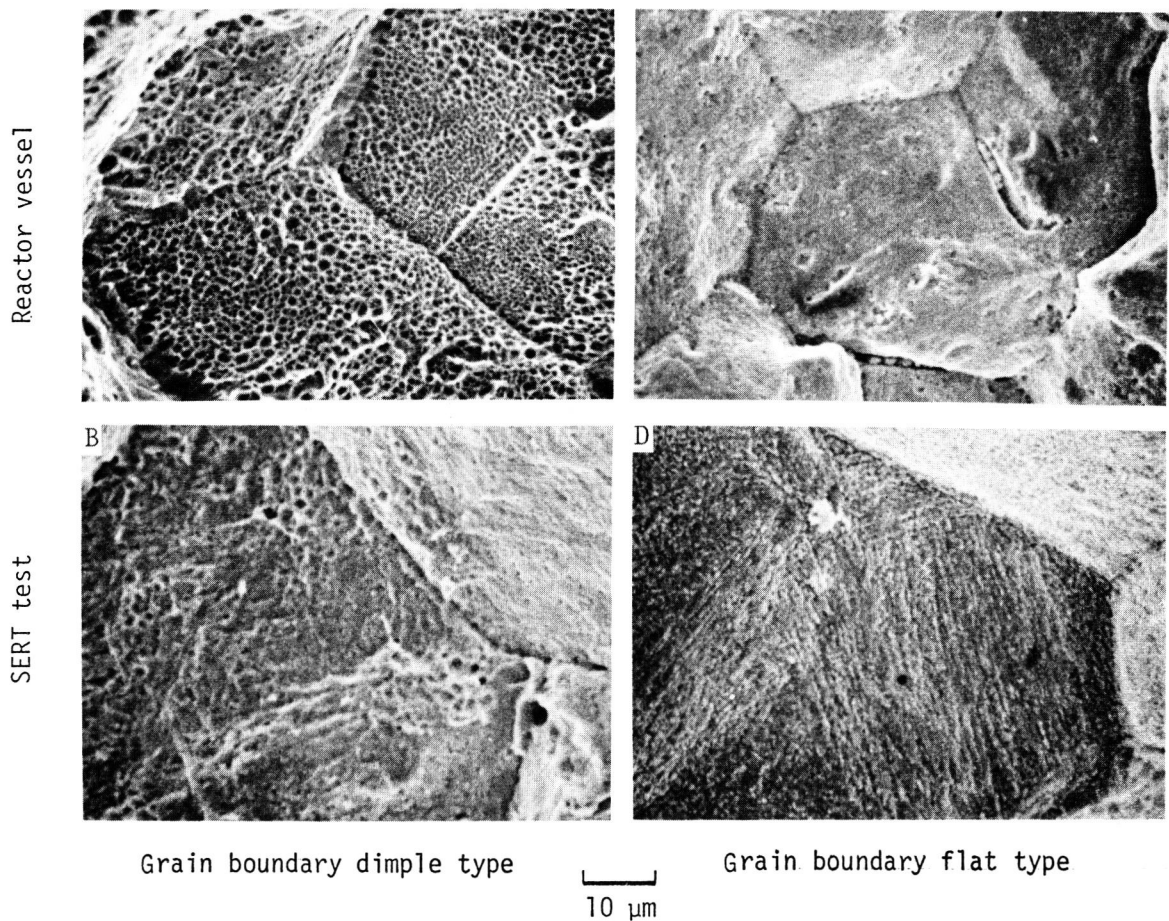 Reactor vessel
B
D
SERT test
Grain boundary dimple type
Grain boundary flat type
10 µm